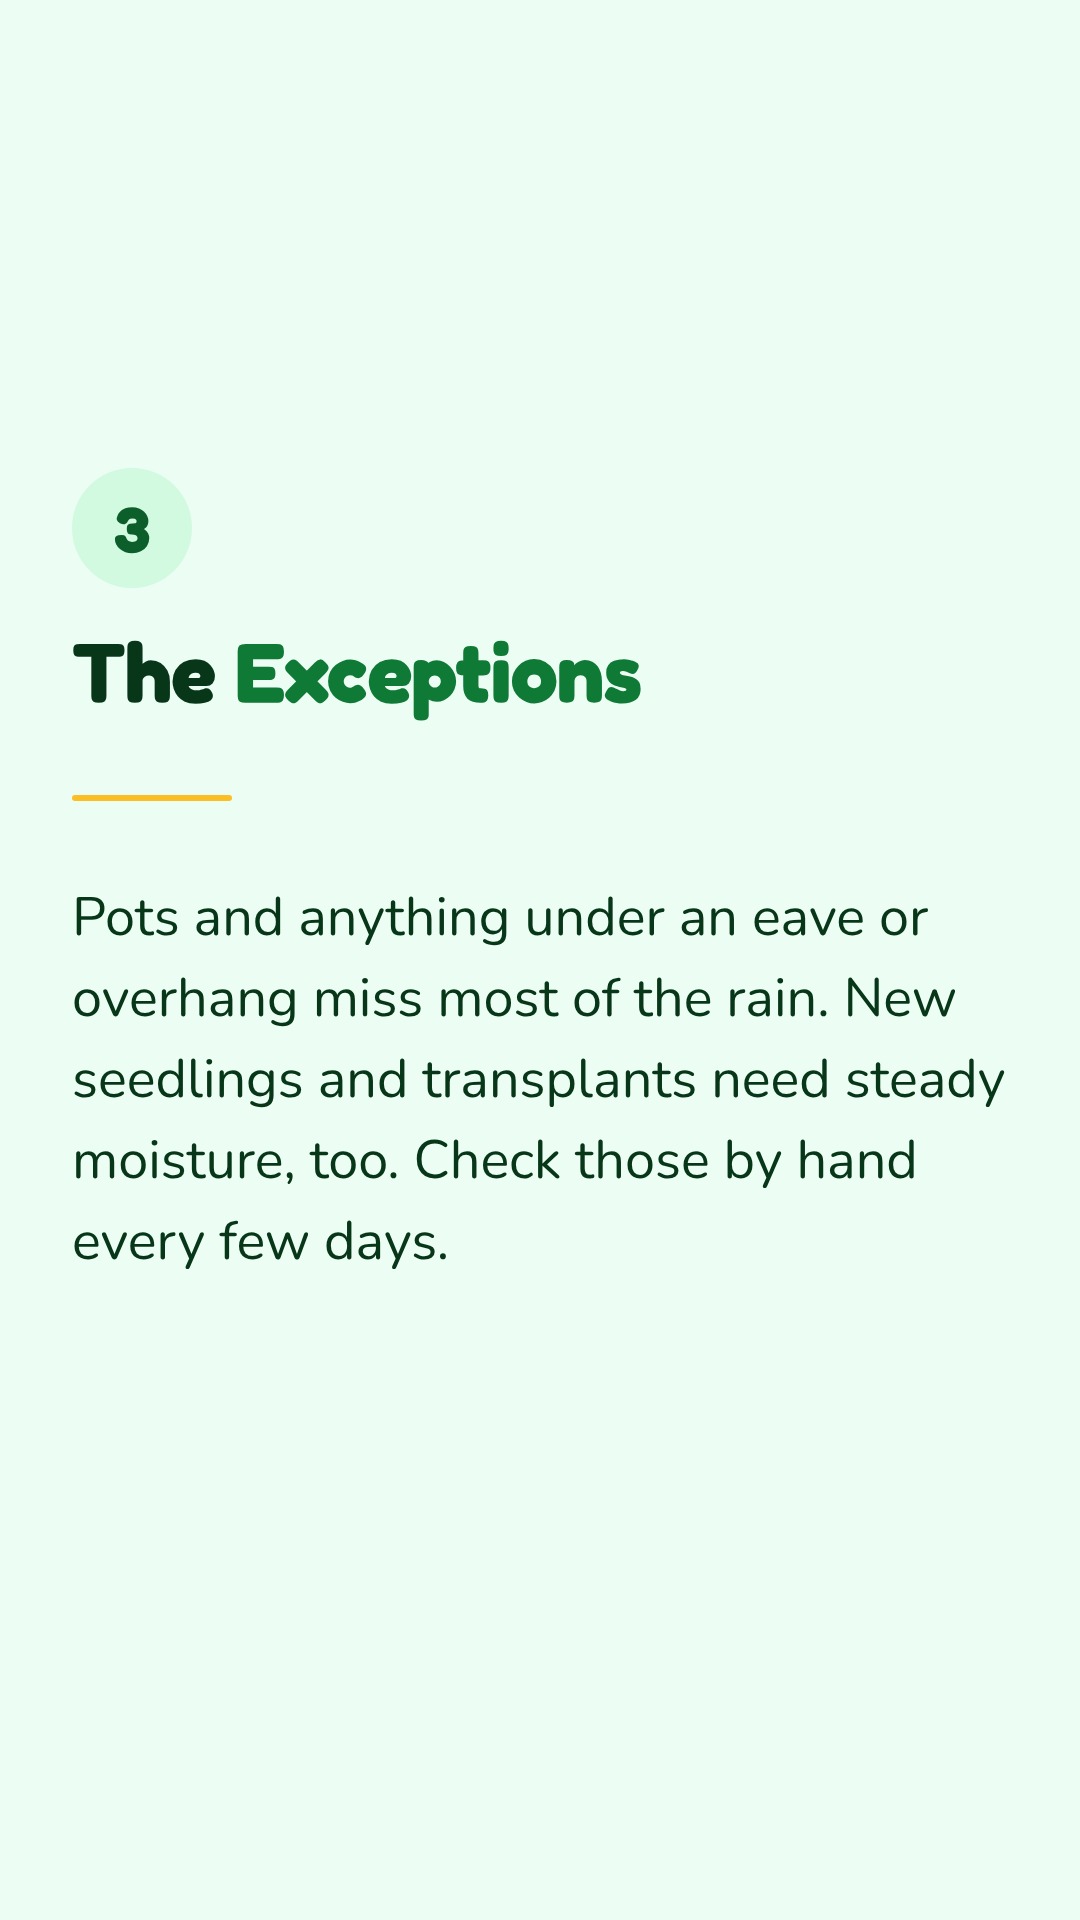 3
The Exceptions
Pots and anything under an eave or
overhang miss most of the rain. New
seedlings and transplants need steady
moisture, too. Check those by hand
every few days.